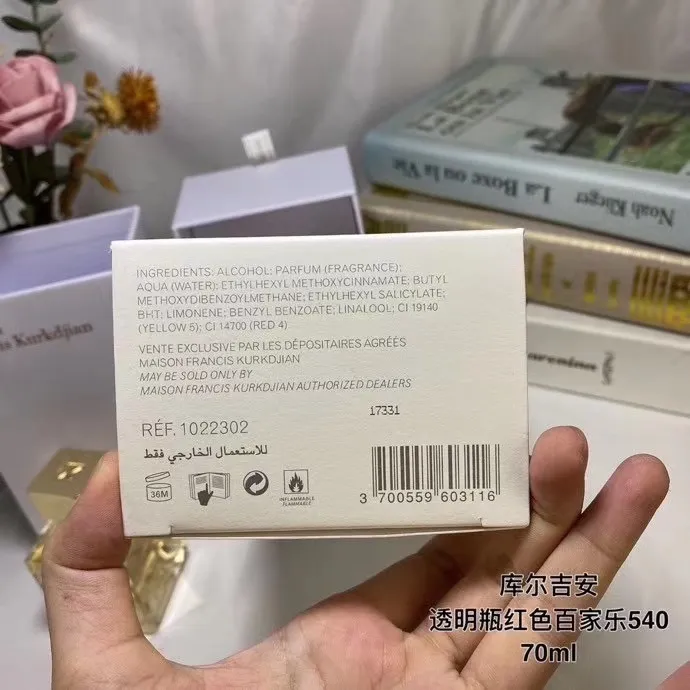 Noah Klieger
La Boxe ou la Vie
is Kurkdjian
INGREDIENTS: ALCOHOL; PARFUM (FRAGRANCE);
AQUA (WATER); ETHYLHEXYL METHOXYCINNAMATE; BUTYL
METHOXYDIBENZOYLMETHANE; ETHYLHEXYL SALICYLATE;
BHT; LIMONENE; BENZYL BENZOATE; LINALOOL; CI 19140
(YELLOW 5); CI 14700 (RED 4)
VENTE EXCLUSIVE PAR LES DÉPOSITAIRES AGRÉÉS
MAISON FRANCIS KURKDJIAN
MAY BE SOLD ONLY BY
MAISON FRANCIS KURKDJIAN AUTHORIZED DEALERS
17331
RÉF. 1022302
للاستعمال الخارجي فقط
36M
INFLAMMABLE
FLAMMABLE
3 700559 603116
库尔吉安
透明瓶红色百家乐540
70ml